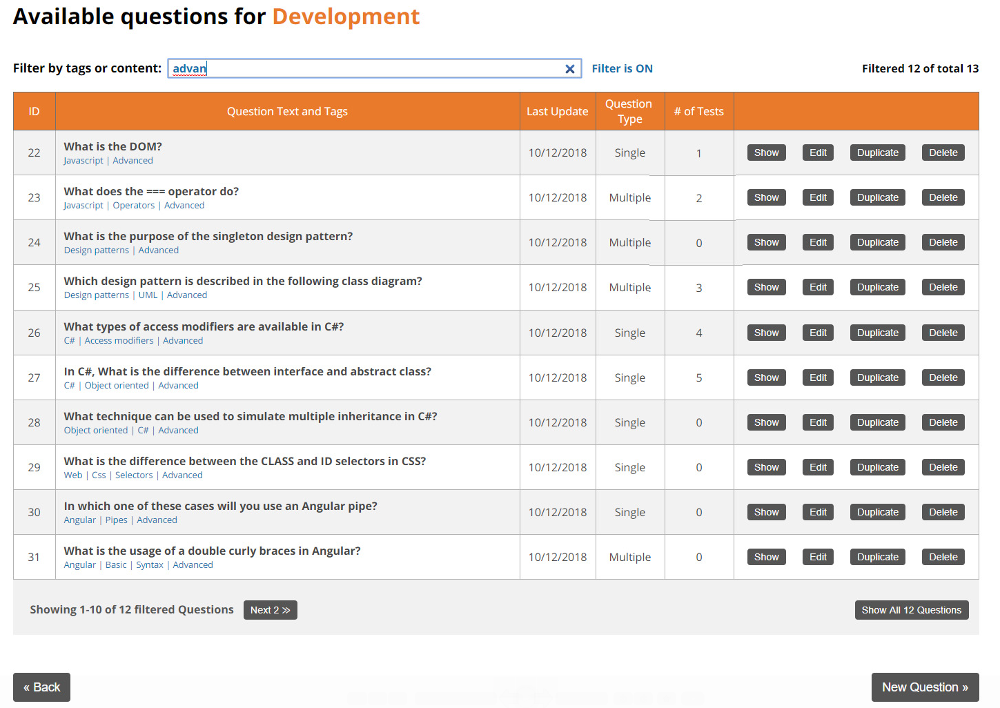 Available questions for Development
Filter by tags or content: advan Filter is ON Filtered 12 of total 13
ID Question Text and Tags Last Update Question Type # of Tests
22 What is the DOM? 10/12/2018 Single 1 Show Edit Duplicate Delete
Javascript | Advanced
23 What does the === operator do? 10/12/2018 Multiple 2 Show Edit Duplicate Delete
Javascript | Operators | Advanced
24 What is the purpose of the singleton design pattern? 10/12/2018 Multiple 0 Show Edit Duplicate Delete
Design patterns | Advanced
25 Which design pattern is described in the following class diagram? 10/12/2018 Multiple 3 Show Edit Duplicate Delete
Design patterns | UML | Advanced
26 What types of access modifiers are available in C#? 10/12/2018 Single 4 Show Edit Duplicate Delete
C# | Access modifiers | Advanced
27 In C#, What is the difference between interface and abstract class? 10/12/2018 Single 5 Show Edit Duplicate Delete
C# | Object oriented | Advanced
28 What technique can be used to simulate multiple inheritance in C#? 10/12/2018 Single 0 Show Edit Duplicate Delete
Object oriented | C# | Advanced
29 What is the difference between the CLASS and ID selectors in CSS? 10/12/2018 Single 0 Show Edit Duplicate Delete
Web | Css | Selectors | Advanced
30 In which one of these cases will you use an Angular pipe? 10/12/2018 Single 0 Show Edit Duplicate Delete
Angular | Pipes | Advanced
31 What is the usage of a double curly braces in Angular? 10/12/2018 Multiple 0 Show Edit Duplicate Delete
Angular | Basic | Syntax | Advanced
Showing 1-10 of 12 filtered Questions Next 2 ≫ Show All 12 Questions
« Back New Question »